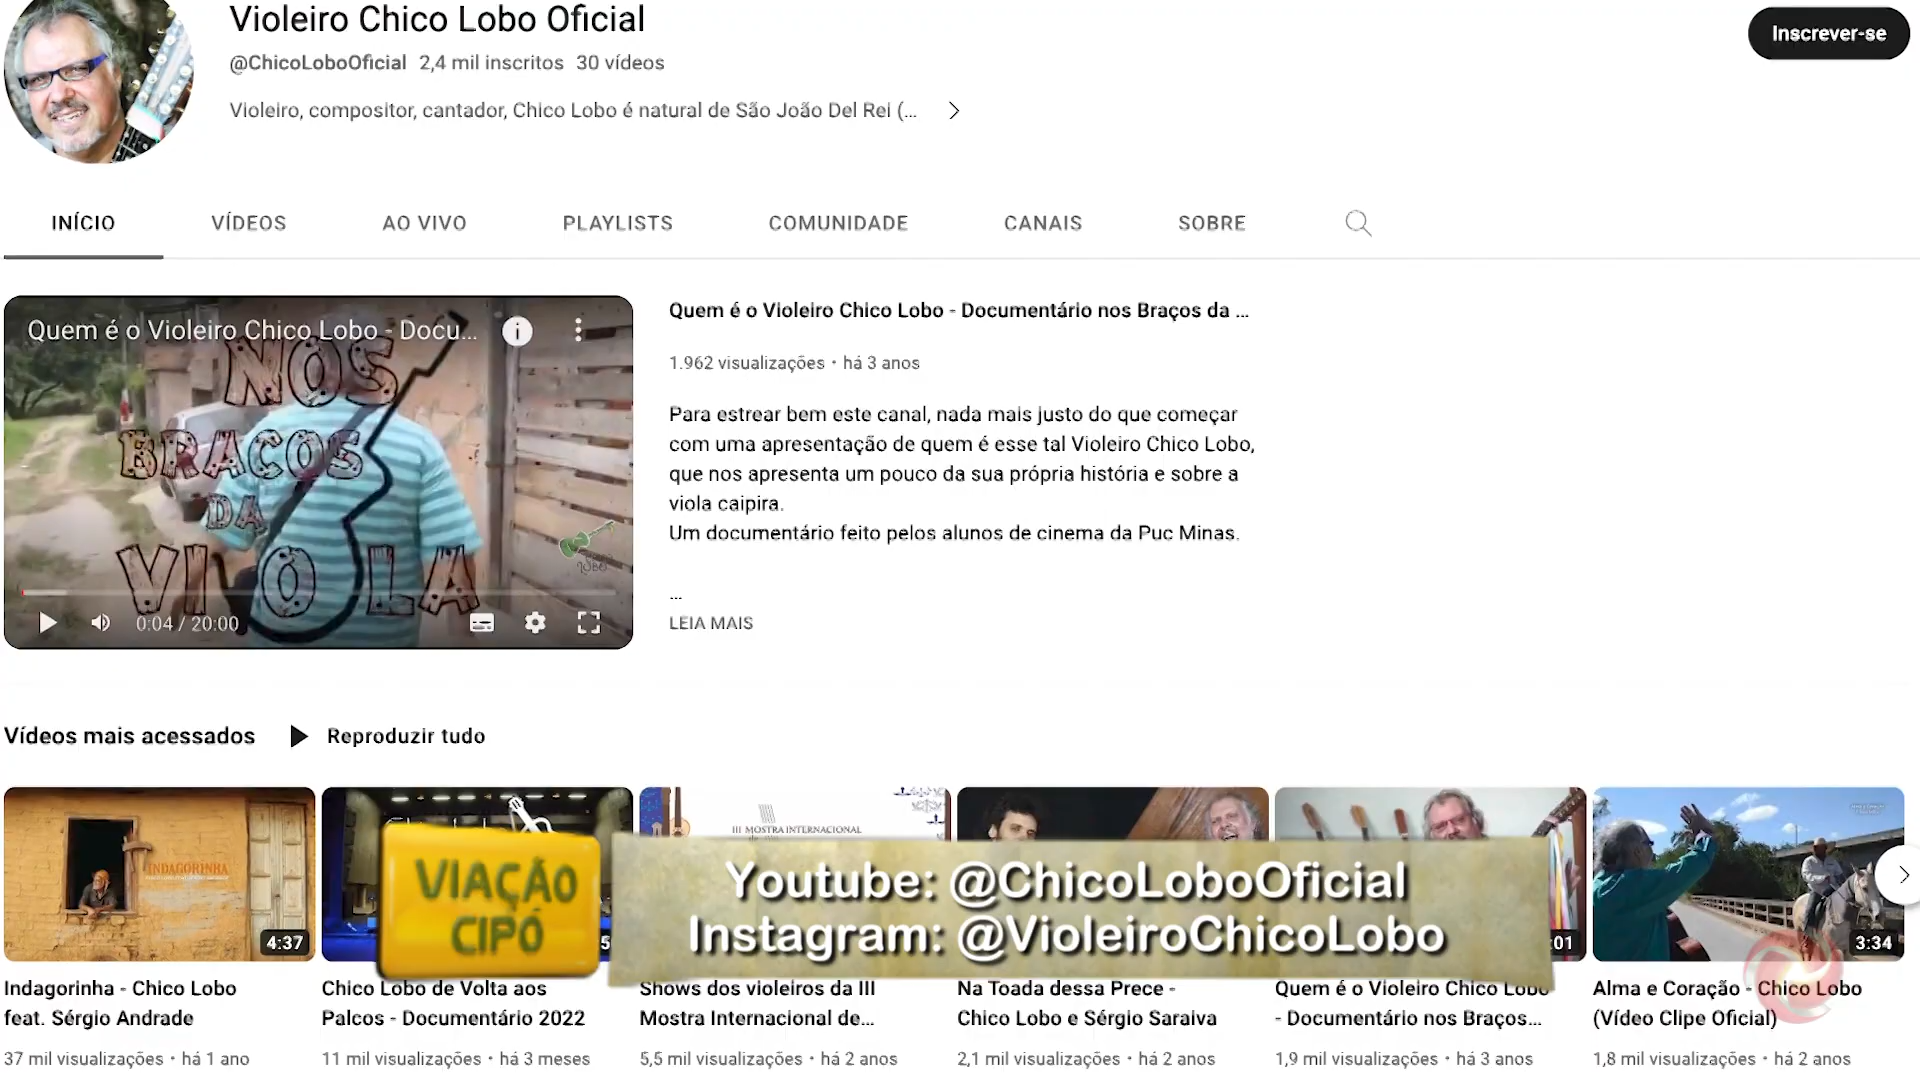 Violeiro Chico Lobo Oficial
@ChicoLoboOficial 2,4 mil inscritos 30 vídeos
Inscrever-se
Violeiro, compositor, cantador, Chico Lobo é natural de São João Del Rei (...
INÍCIO VÍDEOS AO VIVO PLAYLISTS COMUNIDADE CANAIS SOBRE
Quem é o Violeiro Chico Lobo - Docu...
NOS
BRAÇOS
DA
VIOLA
0:04 / 20:00
Quem é o Violeiro Chico Lobo - Documentário nos Braços da ...
1.962 visualizações • há 3 anos
Para estrear bem este canal, nada mais justo do que começar
com uma apresentação de quem é esse tal Violeiro Chico Lobo,
que nos apresenta um pouco da sua própria história e sobre a
viola caipira.
Um documentário feito pelos alunos de cinema da Puc Minas.
...
LEIA MAIS
Vídeos mais acessados Reproduzir tudo
INDAGORINHA
4:37
III MOSTRA INTERNACIONAL
:01
3:34
VIAÇÃO
CIPÓ
Youtube: @ChicoLoboOficial
Instagram: @VioleiroChicoLobo
Indagorinha - Chico Lobo
feat. Sérgio Andrade
37 mil visualizações • há 1 ano
Chico Lobo de Volta aos
Palcos - Documentário 2022
11 mil visualizações • há 3 meses
Shows dos violeiros da III
Mostra Internacional de...
5,5 mil visualizações • há 2 anos
Na Toada dessa Prece -
Chico Lobo e Sérgio Saraiva
2,1 mil visualizações • há 2 anos
Quem é o Violeiro Chico Lobo
- Documentário nos Braços...
1,9 mil visualizações • há 3 anos
Alma e Coração - Chico Lobo
(Vídeo Clipe Oficial)
1,8 mil visualizações • há 2 anos